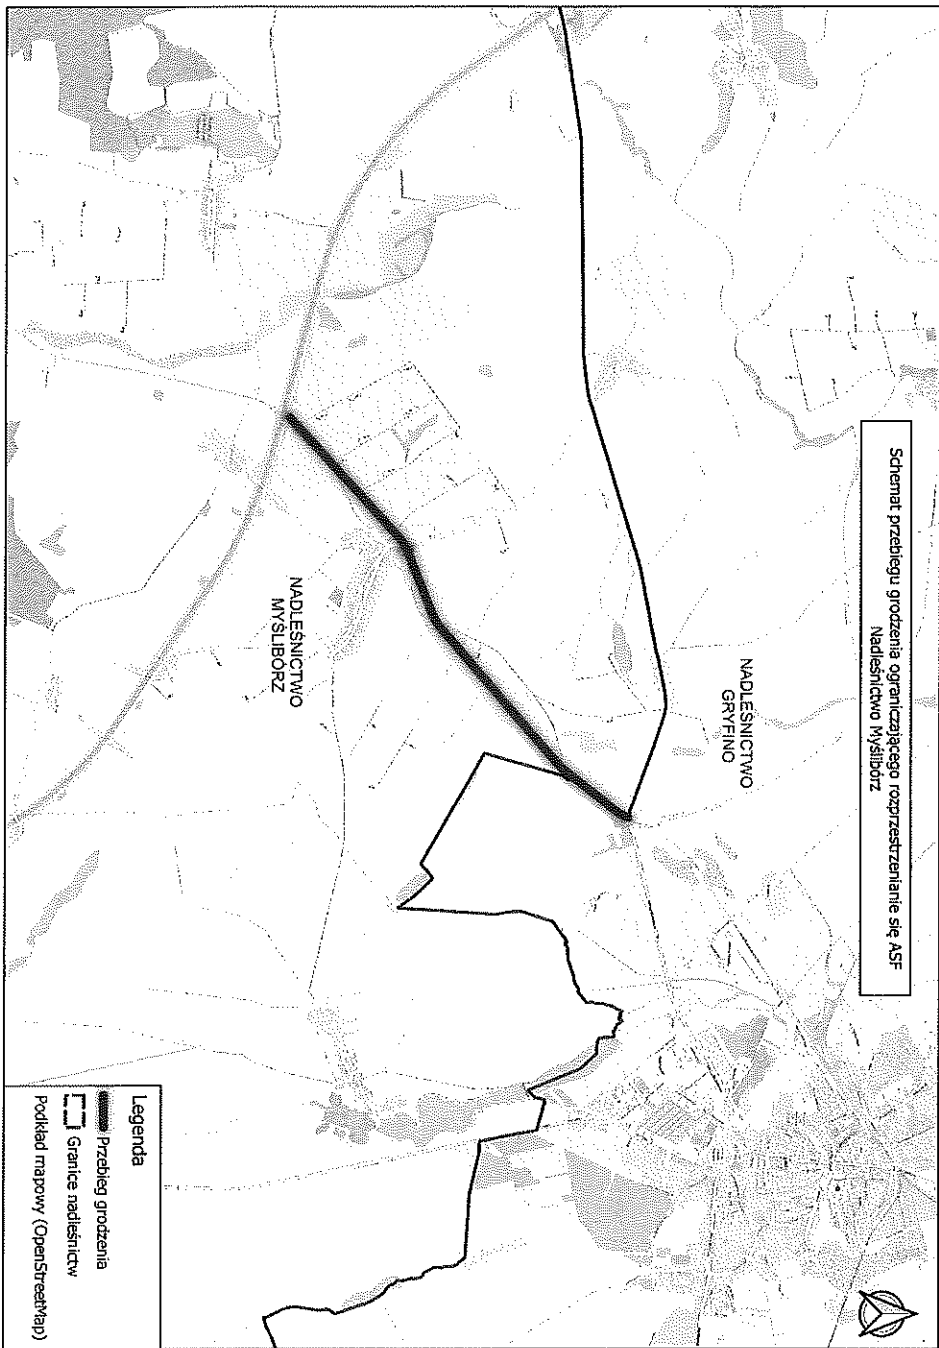 Schemat przebiegu grodzenia ograniczającego rozprzestrzenianie się ASF
Nadleśnictwo Myślibórz
NADLEŚNICTWO
GRYFINO
NADLEŚNICTWO
MYŚLIBÓRZ
Legenda
Przebieg grodzenia
Granice nadleśnictw
Podkład mapowy (OpenStreetMap)